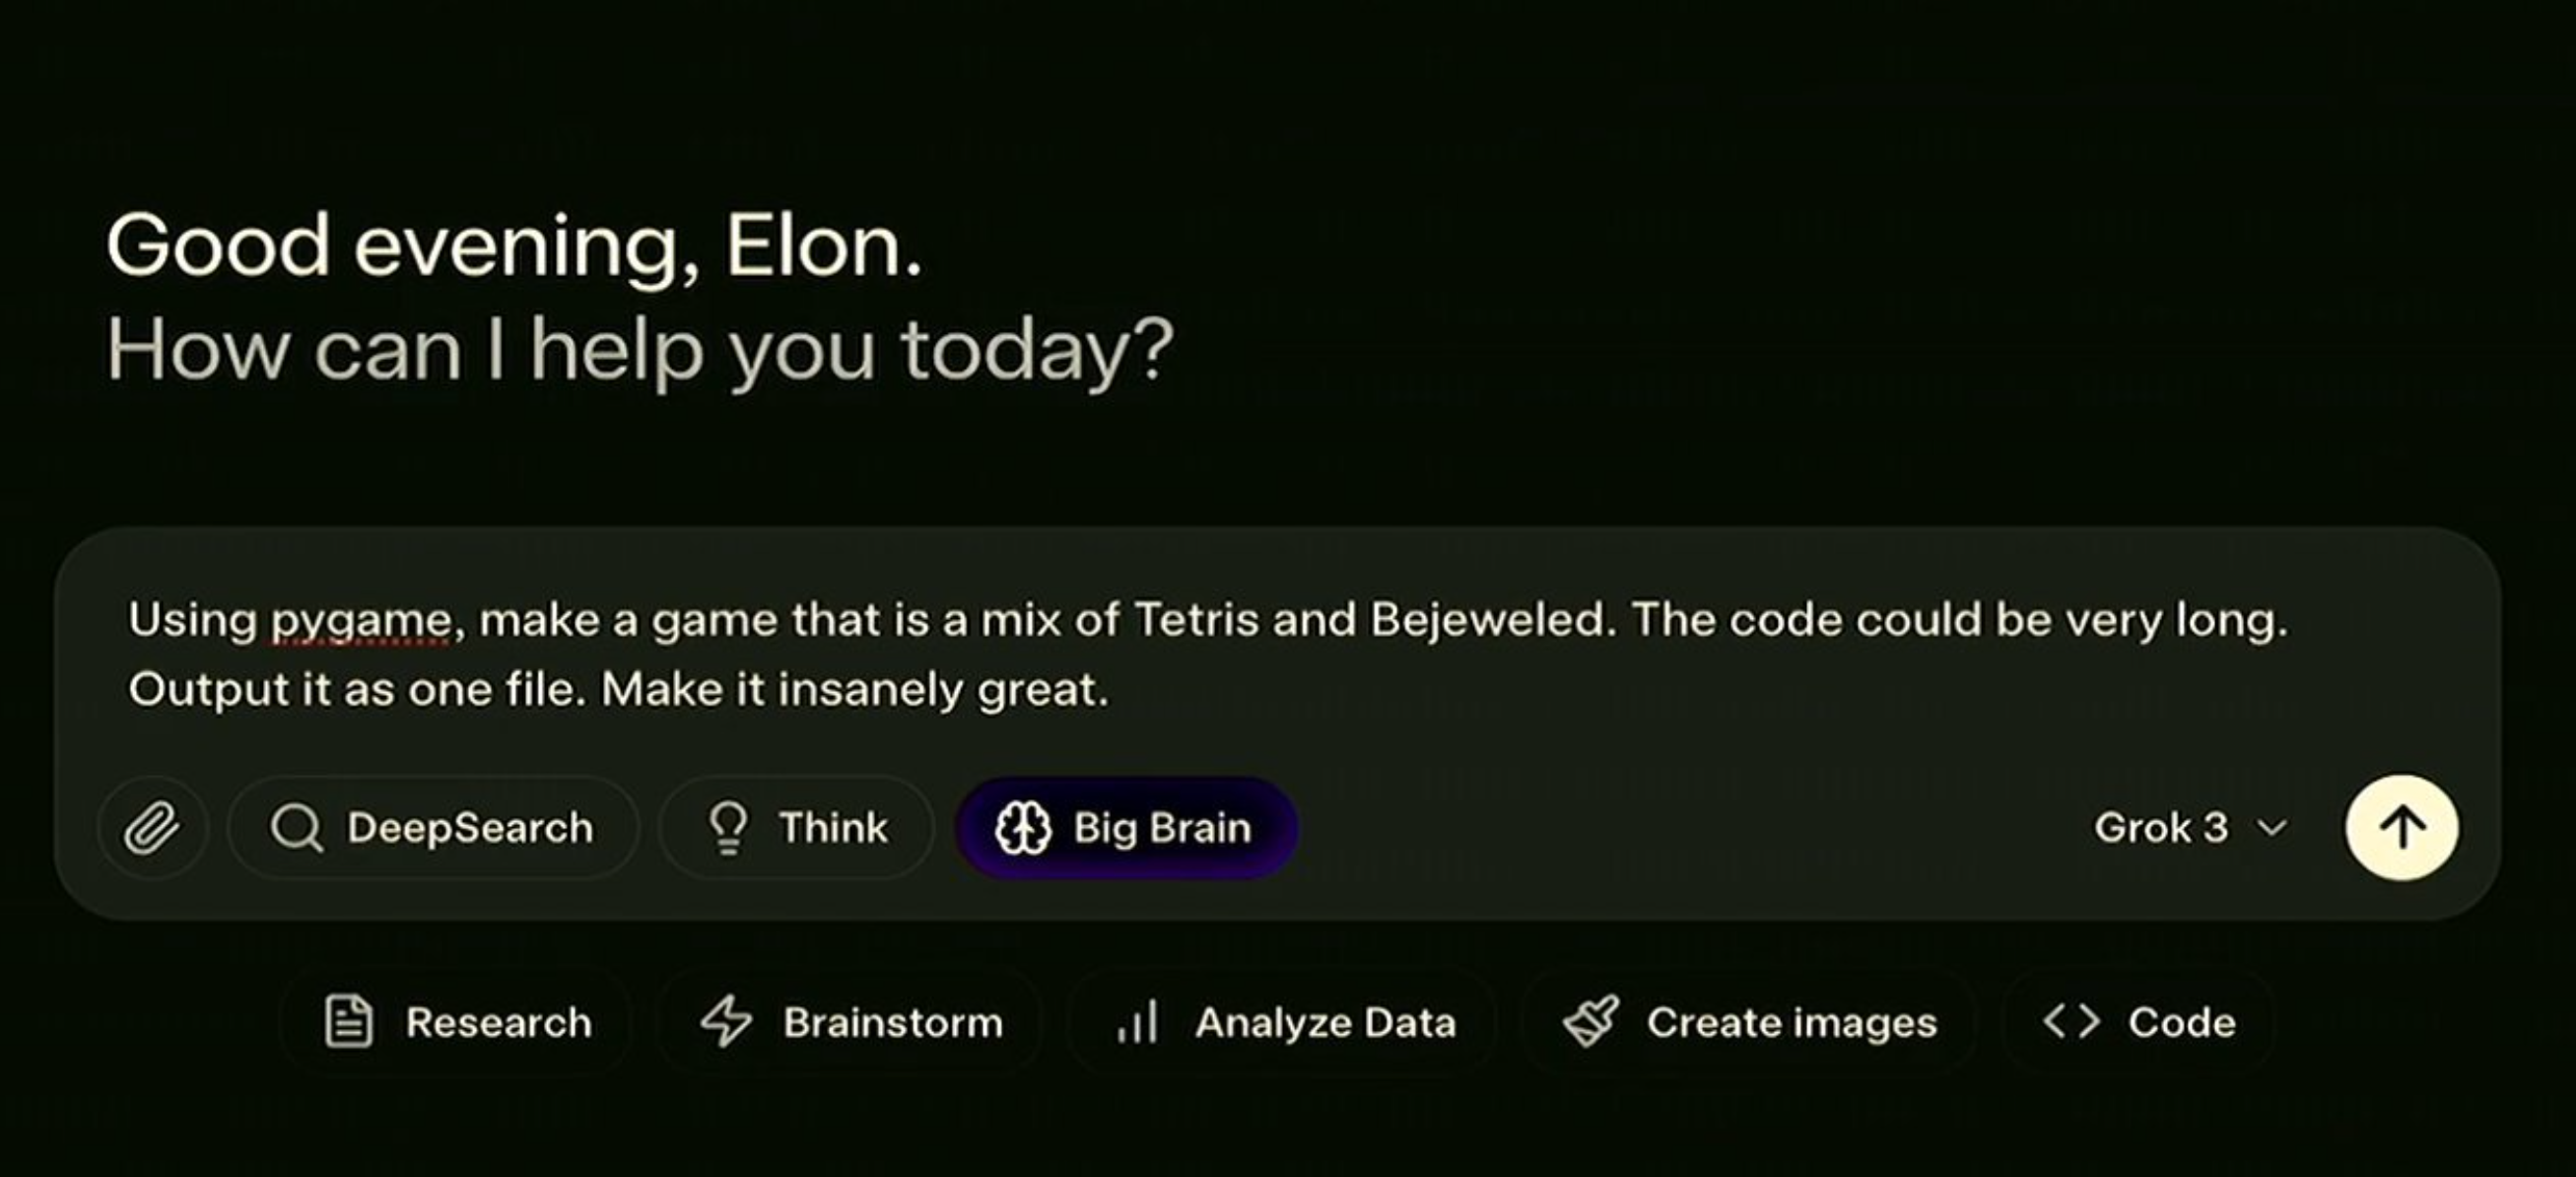 Good evening, Elon.
How can I help you today?
Using pygame, make a game that is a mix of Tetris and Bejeweled. The code could be very long.
Output it as one file. Make it insanely great.
DeepSearch
Think
Big Brain
Grok 3
Research
Brainstorm
Analyze Data
Create images
Code